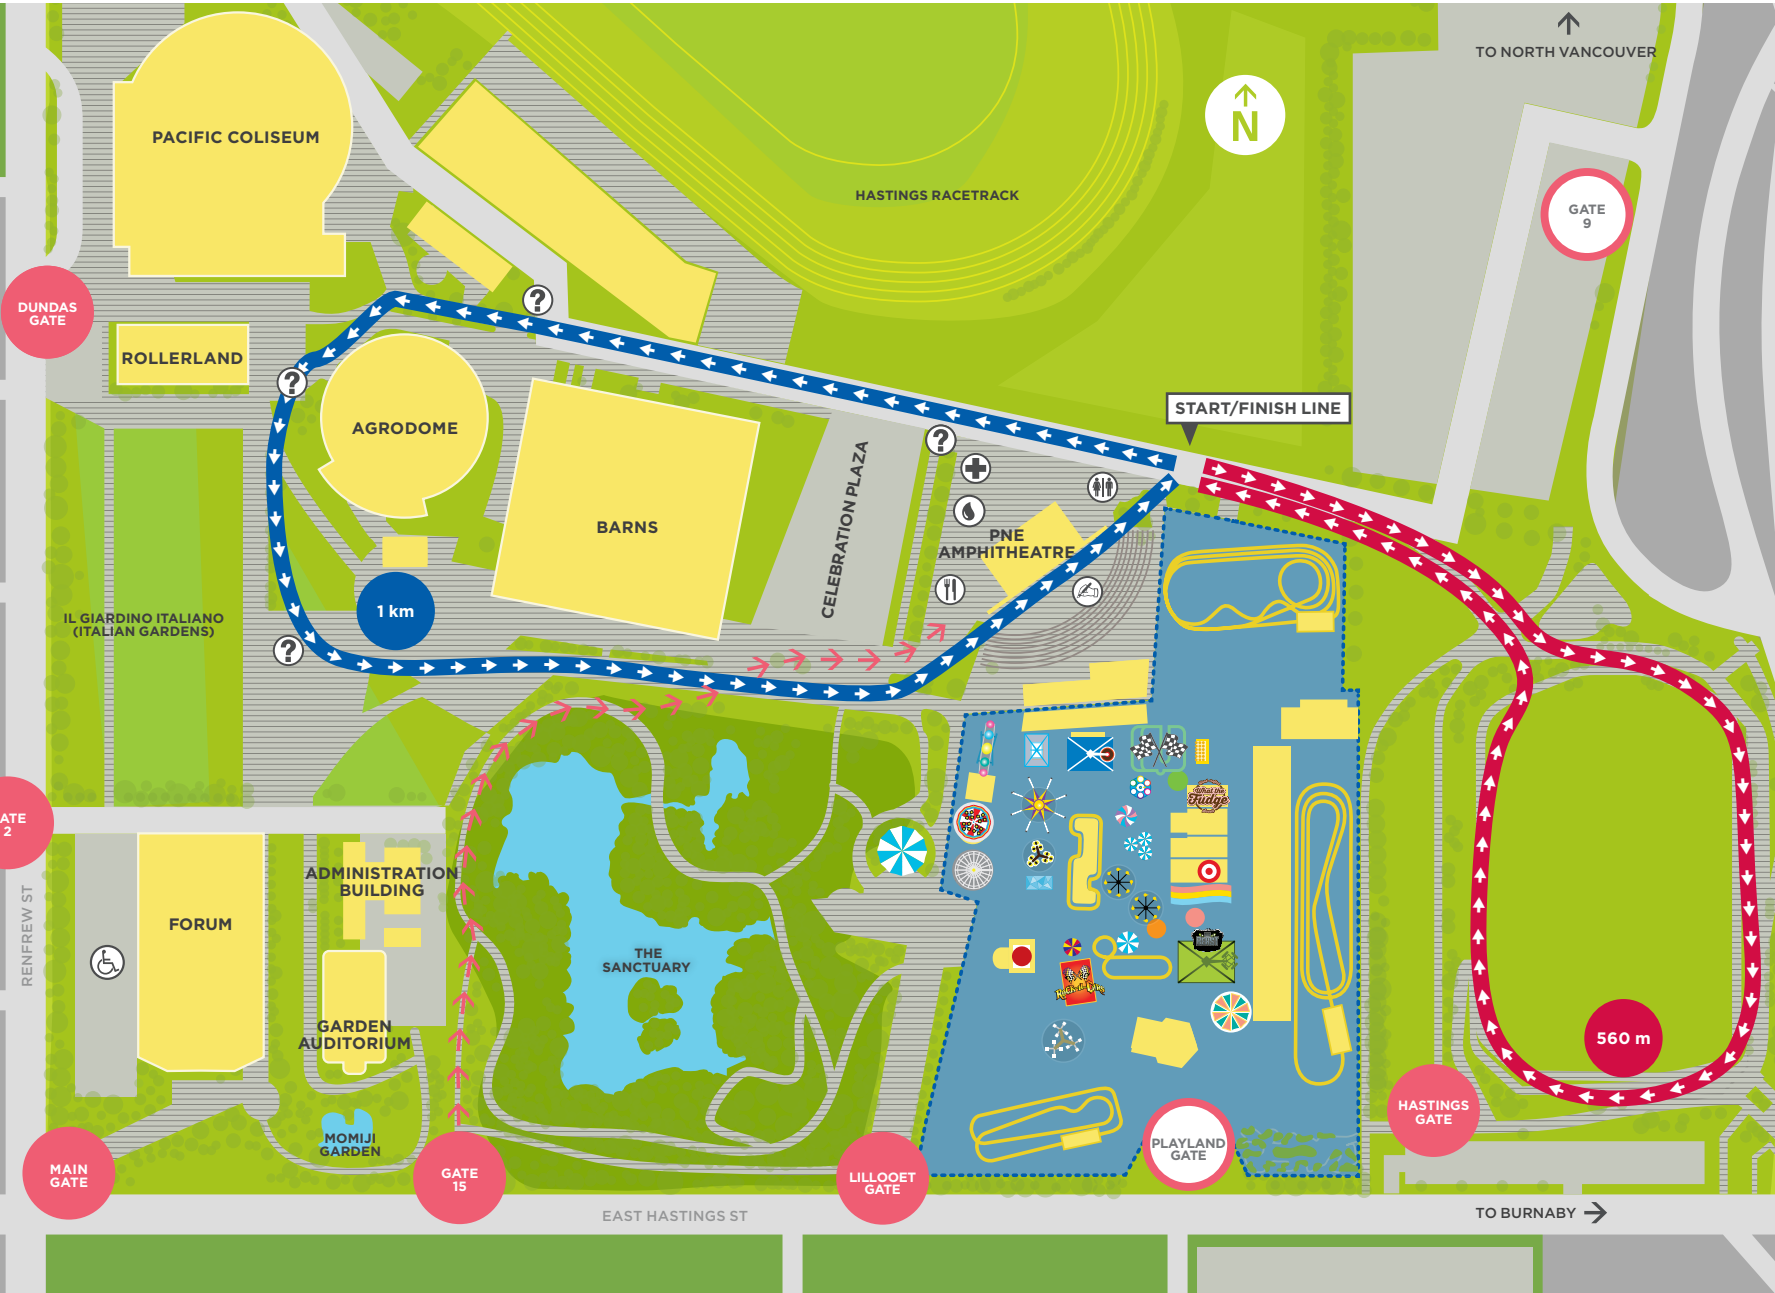 TO NORTH VANCOUVER
N
PACIFIC COLISEUM
HASTINGS RACETRACK
GATE
9
DUNDAS
GATE
ROLLERLAND
?
?
START/FINISH LINE
AGRODOME
?
BARNS
CELEBRATION PLAZA
PNE
AMPHITHEATRE
1 km
IL GIARDINO ITALIANO
(ITALIAN GARDENS)
?
What the
Fudge
ATE
2
ADMINISTRATION
BUILDING
FORUM
RENFREW ST
THE
SANCTUARY
GARDEN
AUDITORIUM
560 m
HASTINGS
GATE
MOMIJI
GARDEN
PLAYLAND
GATE
MAIN
GATE
GATE
15
LILLOOET
GATE
EAST HASTINGS ST
TO BURNABY